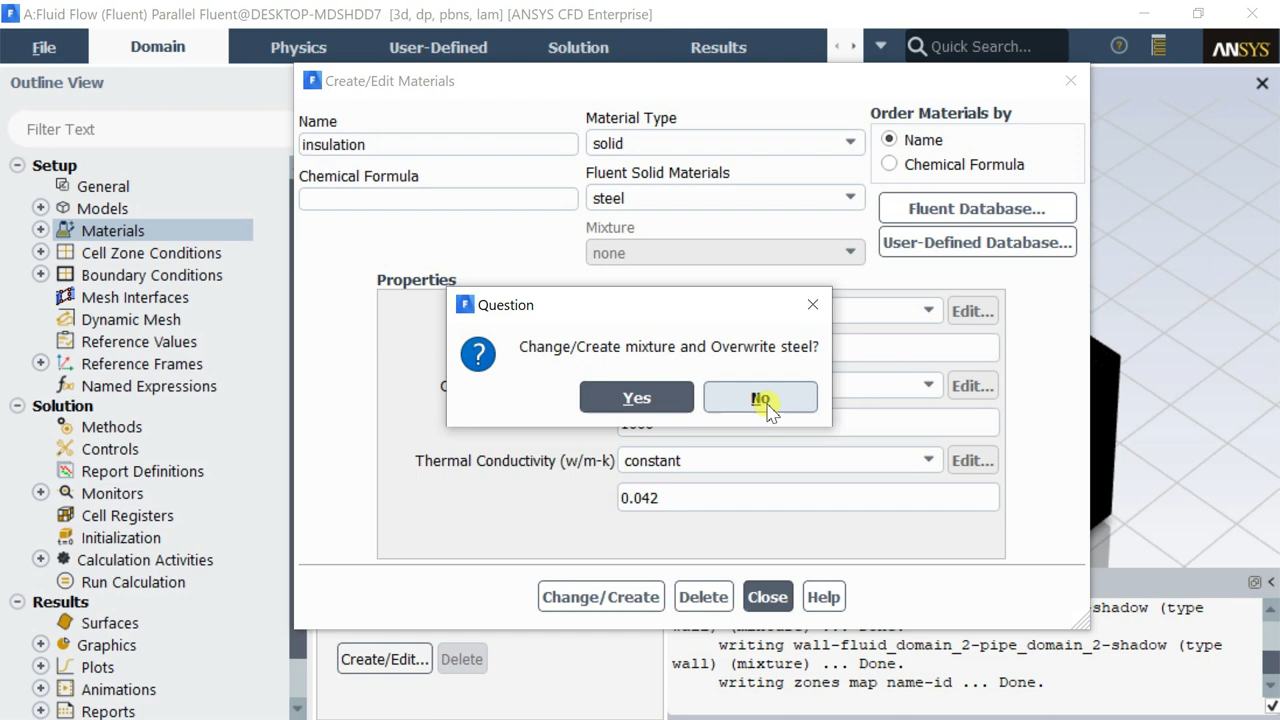 A:Fluid Flow (Fluent) Parallel Fluent@DESKTOP-MDSHDD7 [3d, dp, pbns, lam] [ANSYS CFD Enterprise]
File Domain Physics User-Defined Solution Results Quick Search... ANSYS
Outline View
Filter Text
Setup
General
Models
Materials
Cell Zone Conditions
Boundary Conditions
Mesh Interfaces
Dynamic Mesh
Reference Values
Reference Frames
Named Expressions
Solution
Methods
Controls
Report Definitions
Monitors
Cell Registers
Initialization
Calculation Activities
Run Calculation
Results
Surfaces
Graphics
Plots
Animations
Reports
Create/Edit Materials
Name
insulation
Chemical Formula
Material Type
solid
Fluent Solid Materials
steel
Mixture
none
Order Materials by
Name
Chemical Formula
Fluent Database...
User-Defined Database...
Properties
Edit...
Edit...
Thermal Conductivity (w/m-k) constant Edit...
0.042
Question
Change/Create mixture and Overwrite steel?
Yes No
Change/Create Delete Close Help
Create/Edit... Delete
shadow (type
writing wall-fluid_domain_2-pipe_domain_2-shadow (type
wall) (mixture) ... Done.
writing zones map name-id ... Done.